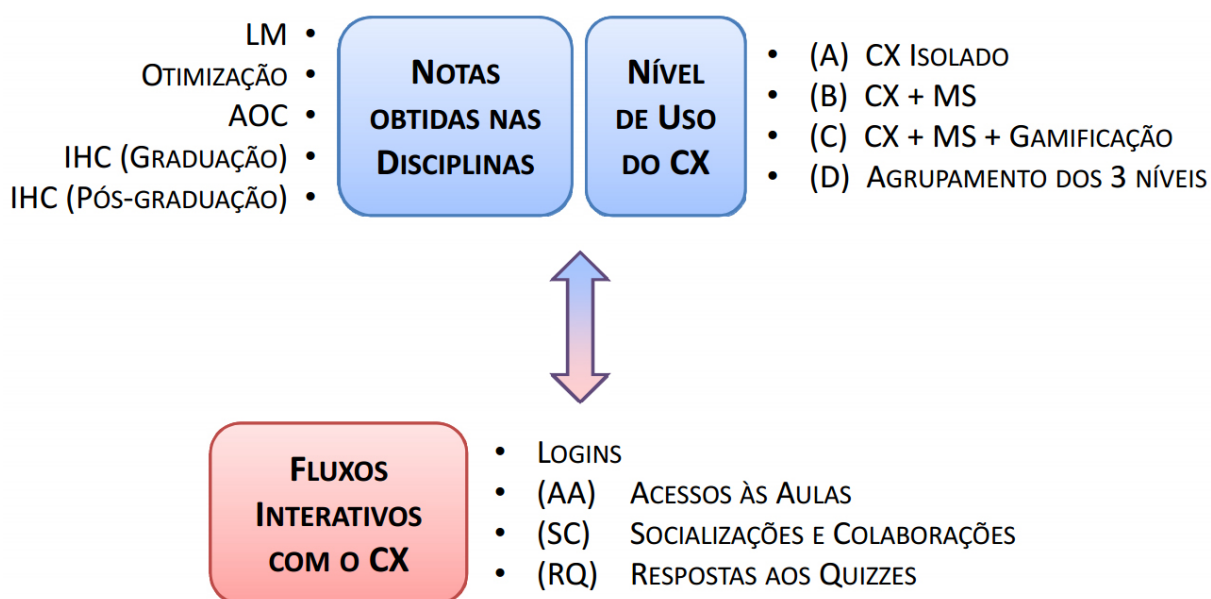 LM •
OTIMIZAÇÃO •
AOC •
IHC (GRADUAÇÃO) •
IHC (PÓS-GRADUAÇÃO) •
NOTAS
OBTIDAS NAS
DISCIPLINAS
NÍVEL
DE USO
DO CX
• (A) CX ISOLADO
• (B) CX + MS
• (C) CX + MS + GAMIFICAÇÃO
• (D) AGRUPAMENTO DOS 3 NÍVEIS
FLUXOS
INTERATIVOS
COM O CX
• LOGINS
• (AA) ACESSOS ÀS AULAS
• (SC) SOCIALIZAÇÕES E COLABORAÇÕES
• (RQ) RESPOSTAS AOS QUIZZES